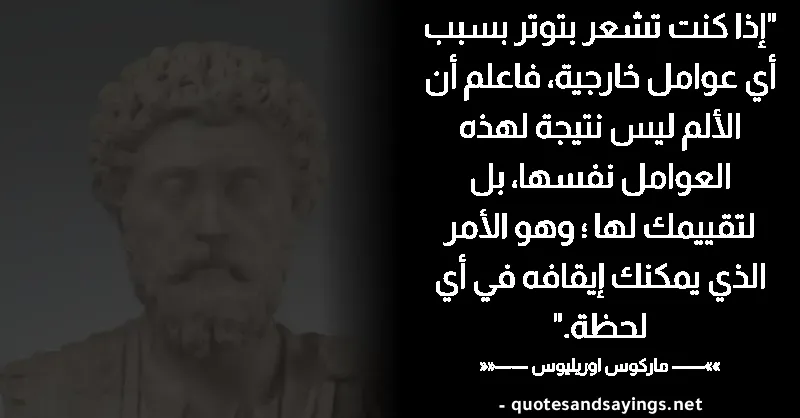 "إذا كنت تشعر بتوتر بسبب
أي عوامل خارجية، فاعلم أن
الألم ليس نتيجة لهذه
العوامل نفسها، بل
لتقييمك لها ؛ وهو الأمر
الذي يمكنك إيقافه في أي
لحظة."
»»—— ماركوس اوريليوس ——««
- quotesandsayings.net